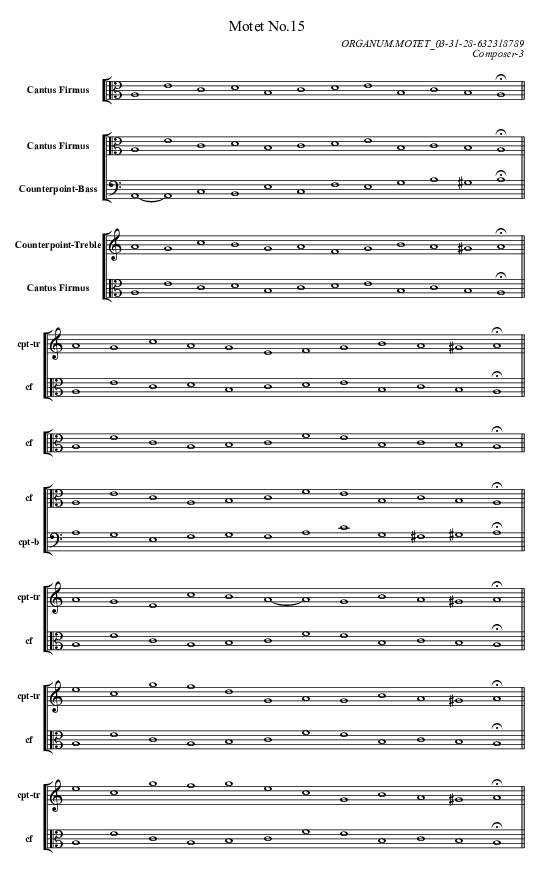 Motet No.15
ORGANUM.MOTET_03-31-28-632318789
Composer-3
Cantus Firmus
Cantus Firmus
Counterpoint-Bass
Counterpoint-Treble
Cantus Firmus
cpt-tr
cf
cf
cf
cpt-b
cpt-tr
cf
cpt-tr
cf
cpt-tr
cf